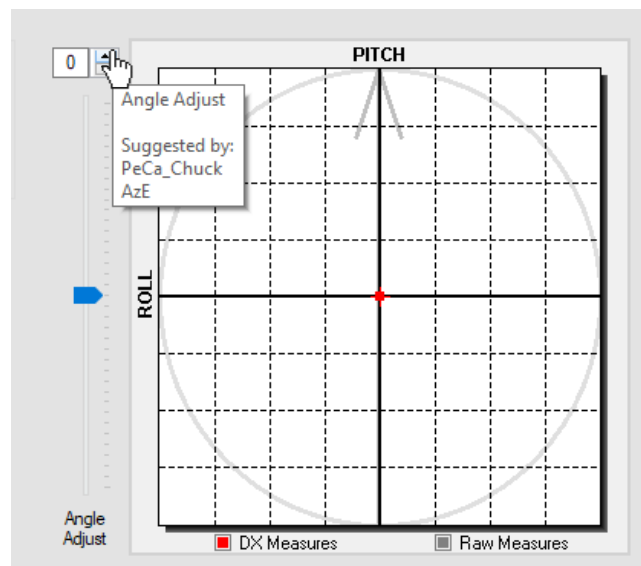 0
PITCH
Angle Adjust
Suggested by:
PeCa_Chuck
AzE
ROLL
Angle
Adjust
DX Measures
Raw Measures